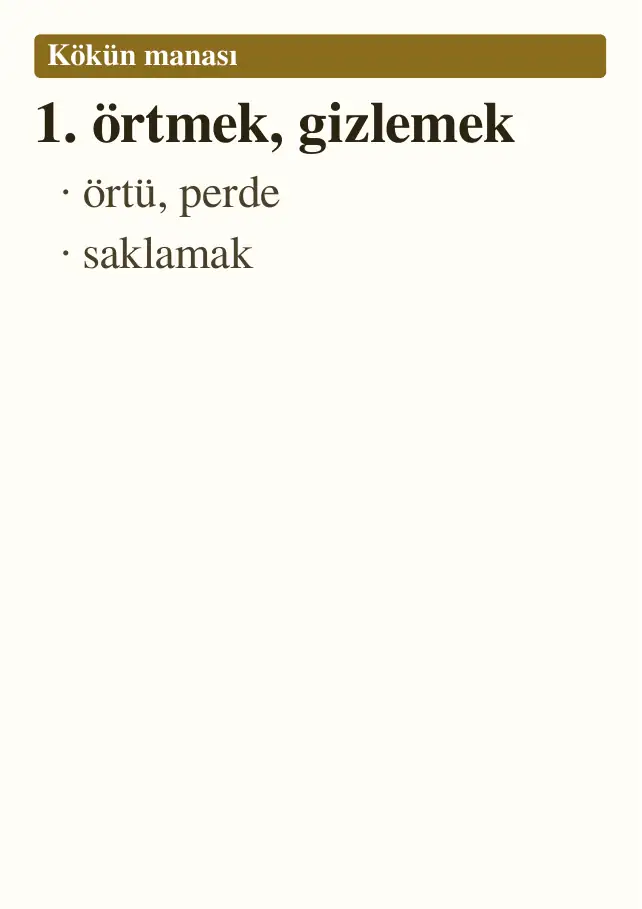 Kökün manası
1. örtmek, gizlemek
· örtü, perde
· saklamak